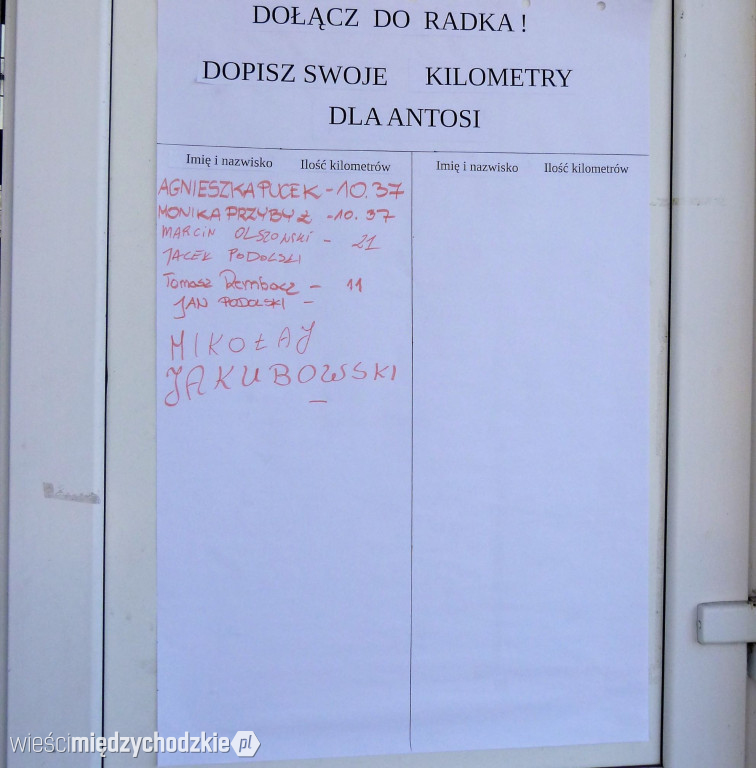 DOŁĄCZ DO RADKA !
DOPISZ SWOJE KILOMETRY
DLA ANTOSI
Imię i nazwisko Ilość kilometrów Imię i nazwisko Ilość kilometrów
AGNIESZKA PUCEK - 10.37
MONIKA PRZYBYŁ - 10.37
MARCIN OLSZOŃSKI - 21
JACEK PODOLSKI
Tomasz Dembacz - 11
JAN PODOLSKI -
MIKOŁAJ
JAKUBOWSKI
-
wieścimiędzychodzkie.pl